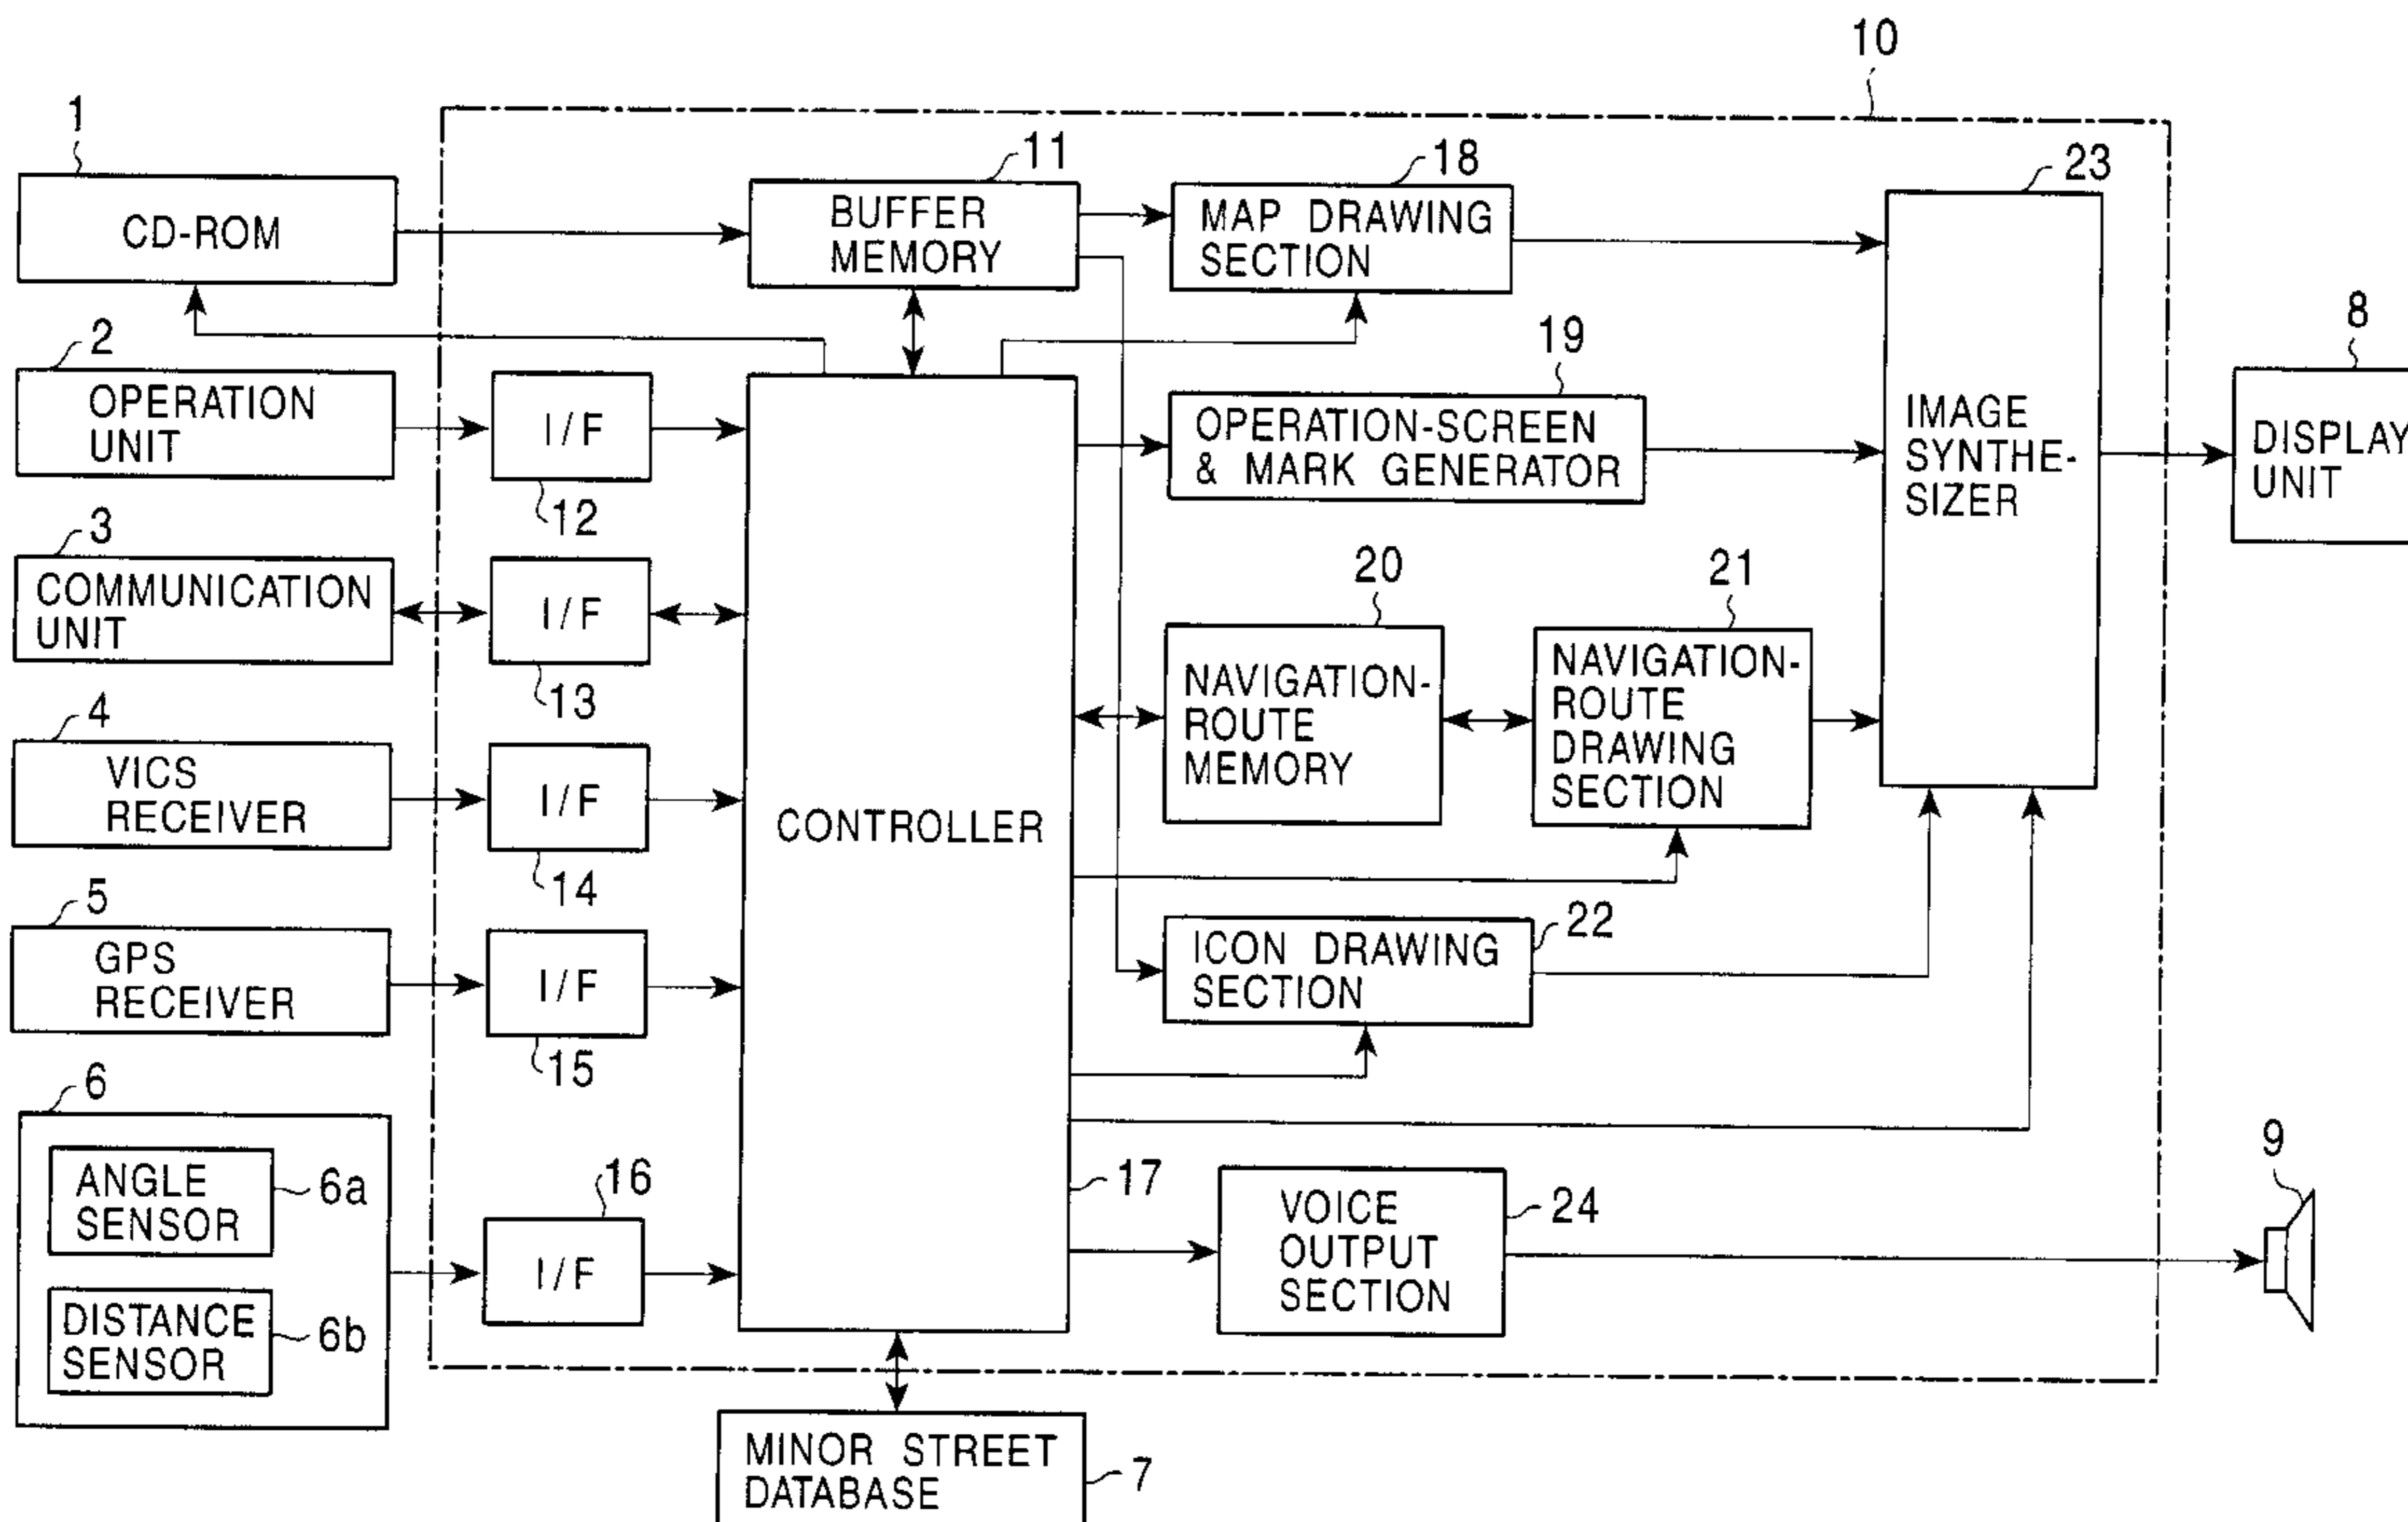 10
1
CD-ROM
11
BUFFER
MEMORY
18
MAP DRAWING
SECTION
23
IMAGE
SYNTHE-
SIZER
8
DISPLAY
UNIT
2
OPERATION
UNIT
I/F
12
19
OPERATION-SCREEN
& MARK GENERATOR
3
COMMUNICATION
UNIT
I/F
13
20
NAVIGATION-
ROUTE
MEMORY
21
NAVIGATION-
ROUTE
DRAWING
SECTION
4
VICS
RECEIVER
I/F
14
CONTROLLER
17
5
GPS
RECEIVER
I/F
15
22
ICON DRAWING
SECTION
6
ANGLE
SENSOR
6a
DISTANCE
SENSOR
6b
16
I/F
24
VOICE
OUTPUT
SECTION
9
MINOR STREET
DATABASE
7